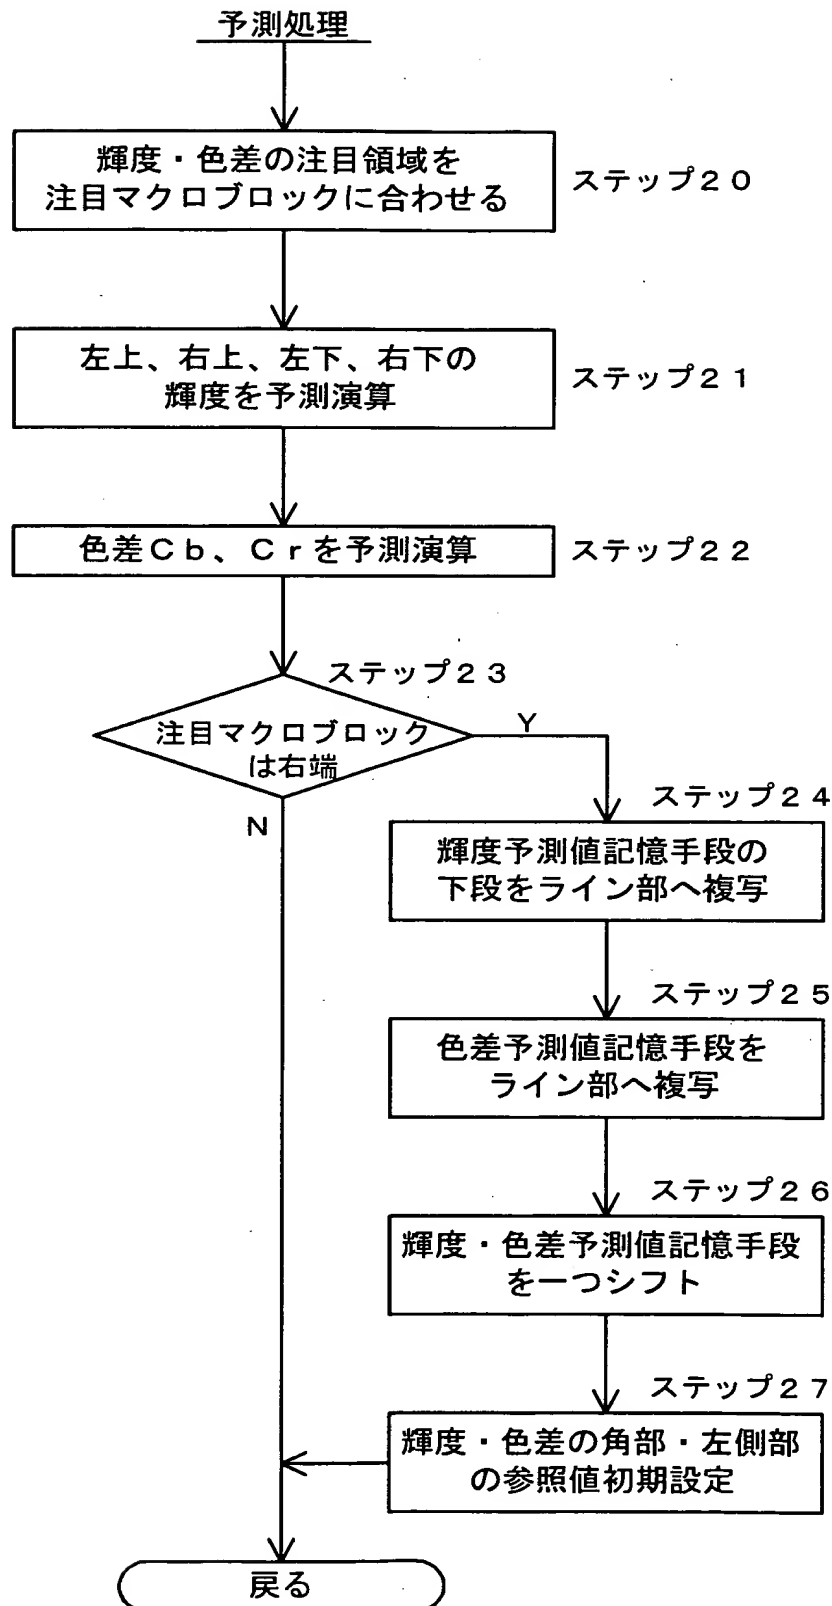 予測処理
輝度・色差の注目領域を
注目マクロブロックに合わせる
ステップ20
左上、右上、左下、右下の
輝度を予測演算
ステップ21
色差Cb、Crを予測演算
ステップ22
ステップ23
注目マクロブロック
は右端
Y
N
ステップ24
輝度予測値記憶手段の
下段をライン部へ複写
ステップ25
色差予測値記憶手段を
ライン部へ複写
ステップ26
輝度・色差予測値記憶手段
を一つシフト
ステップ27
輝度・色差の角部・左側部
の参照値初期設定
戻る